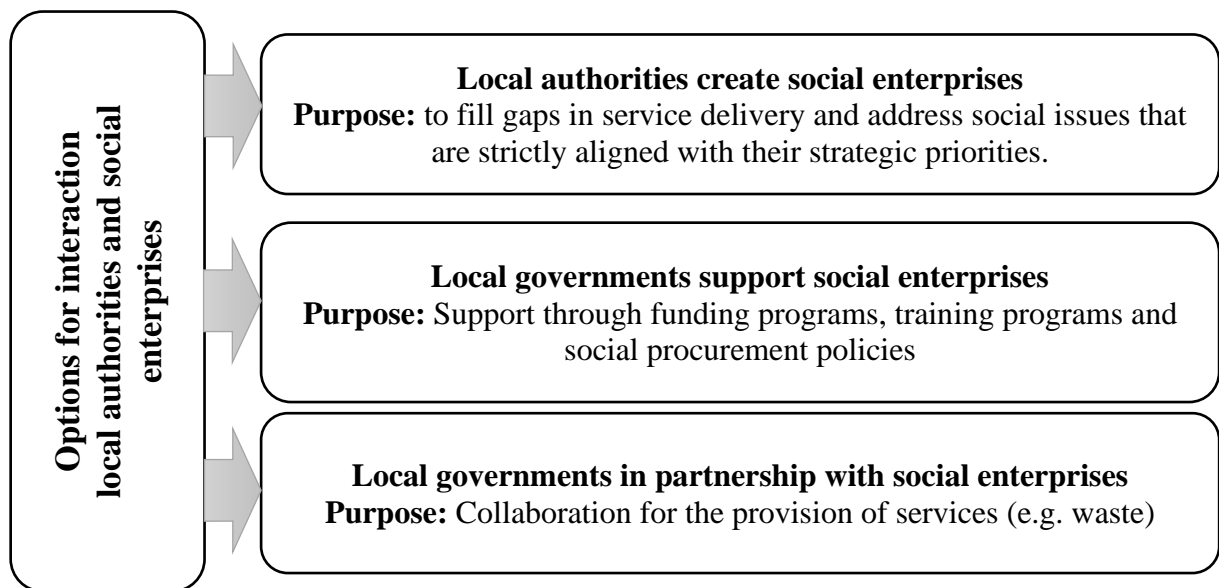 Options for interaction
local authorities and social
enterprises
Local authorities create social enterprises
Purpose: to fill gaps in service delivery and address social issues that
are strictly aligned with their strategic priorities.
Local governments support social enterprises
Purpose: Support through funding programs, training programs and
social procurement policies
Local governments in partnership with social enterprises
Purpose: Collaboration for the provision of services (e.g. waste)